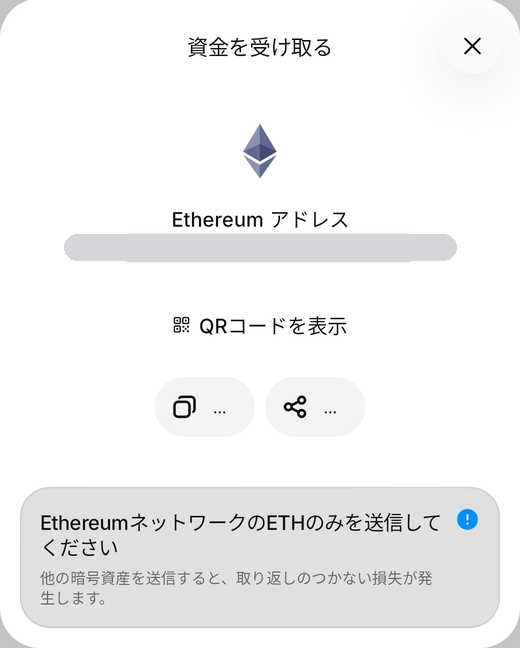 資金を受け取る
Ethereum アドレス
QRコードを表示
... ...
EthereumネットワークのETHのみを送信して
ください
他の暗号資産を送信すると、取り返しのつかない損失が発
生します。